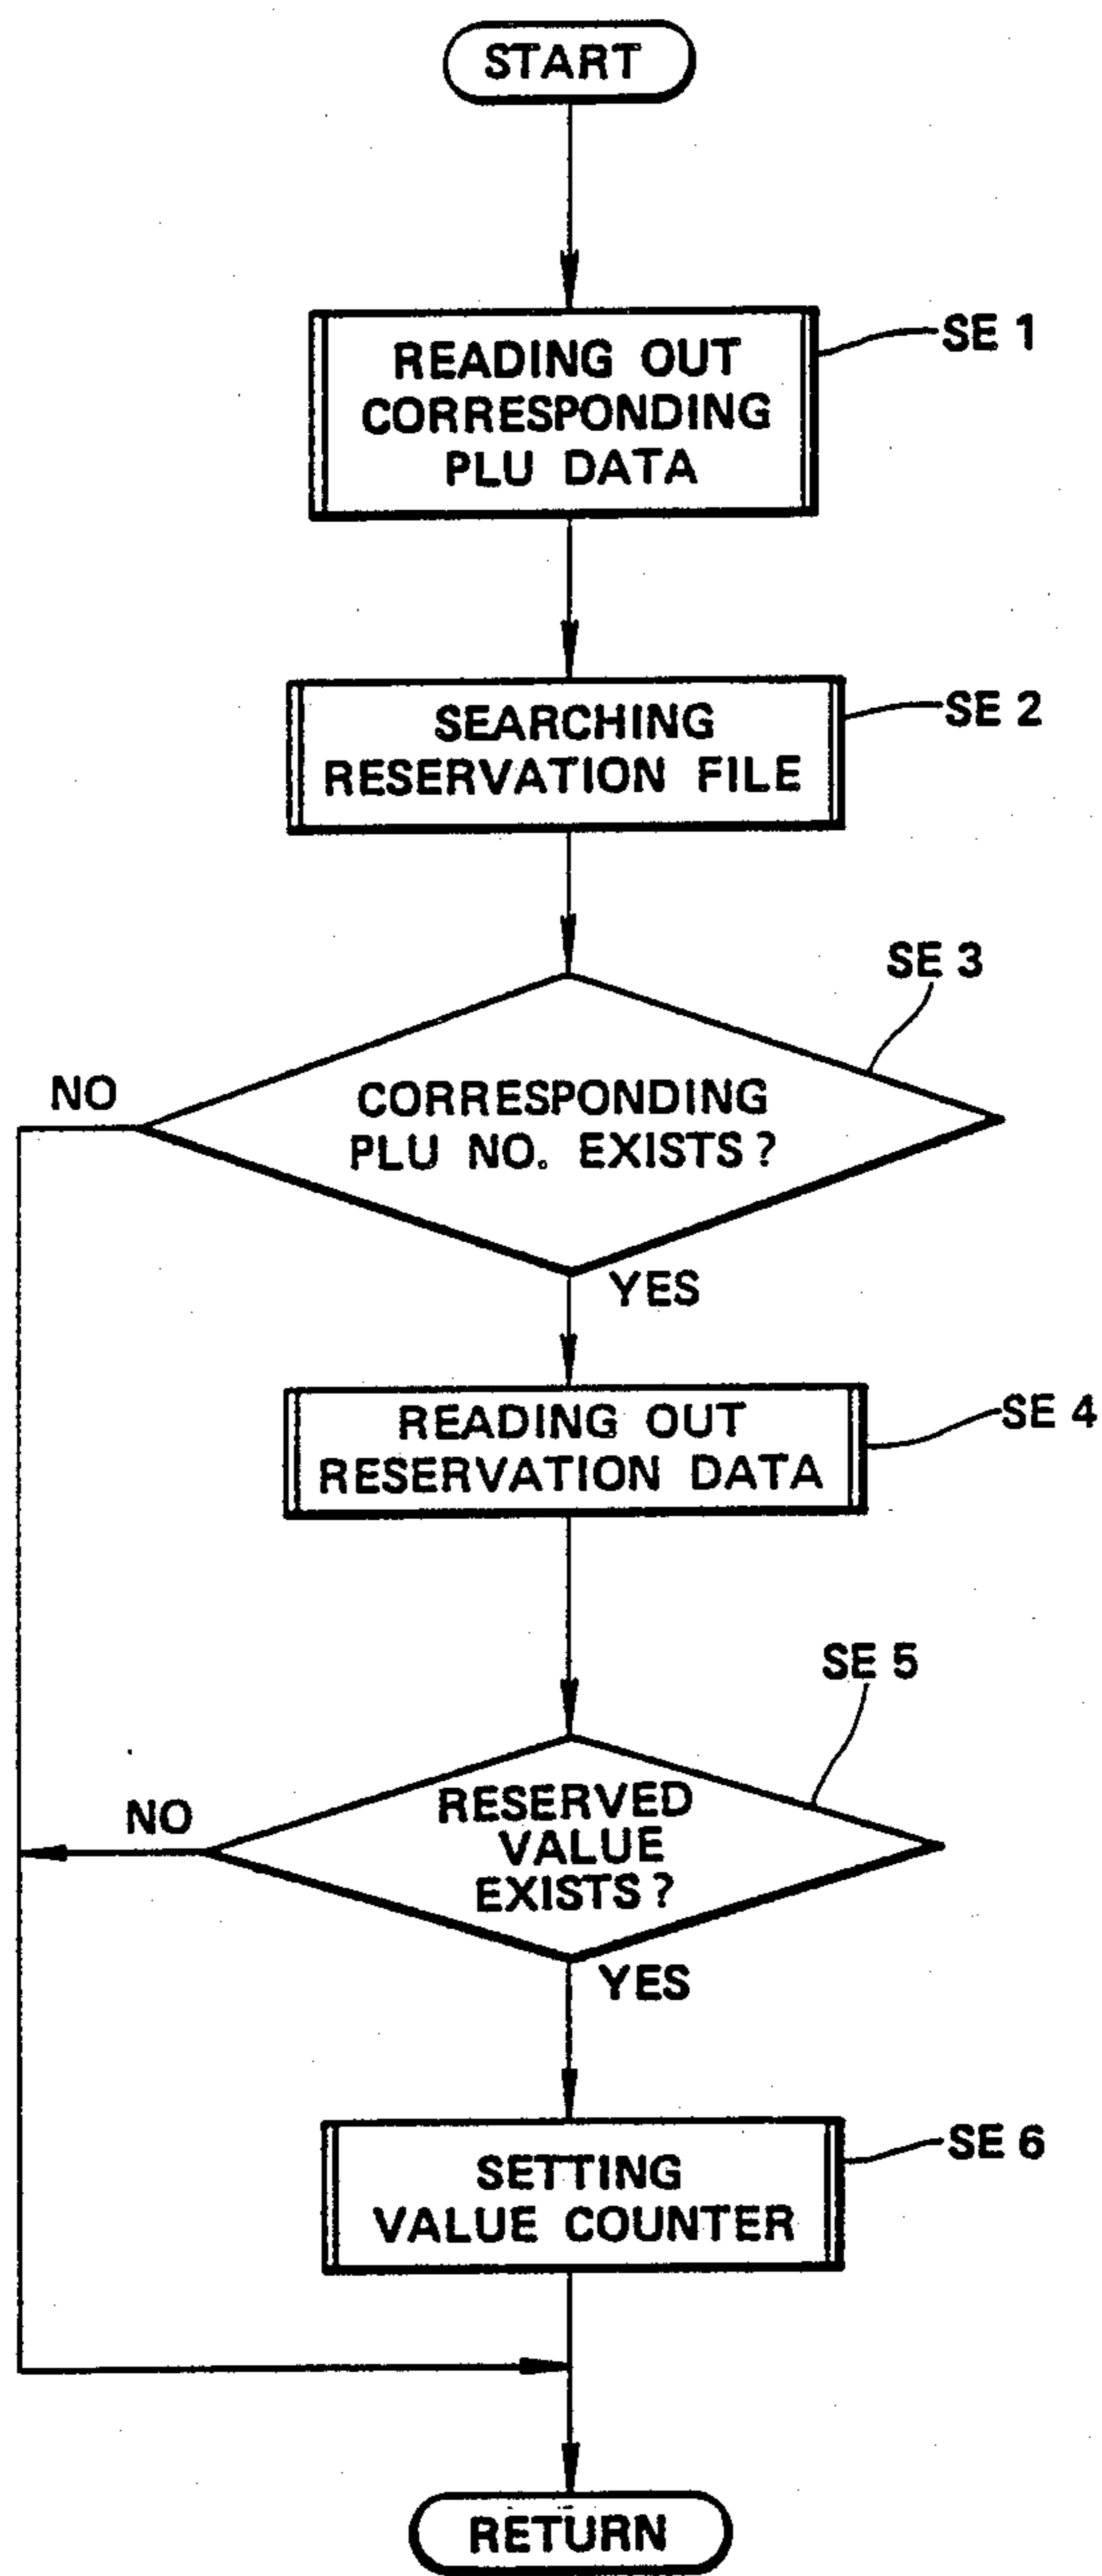 START
READING OUT
CORRESPONDING
PLU DATA
SE 1
SEARCHING
RESERVATION FILE
SE 2
SE 3
NO
CORRESPONDING
PLU NO. EXISTS?
YES
READING OUT
RESERVATION DATA
SE 4
SE 5
NO
RESERVED
VALUE
EXISTS?
YES
SETTING
VALUE COUNTER
SE 6
RETURN